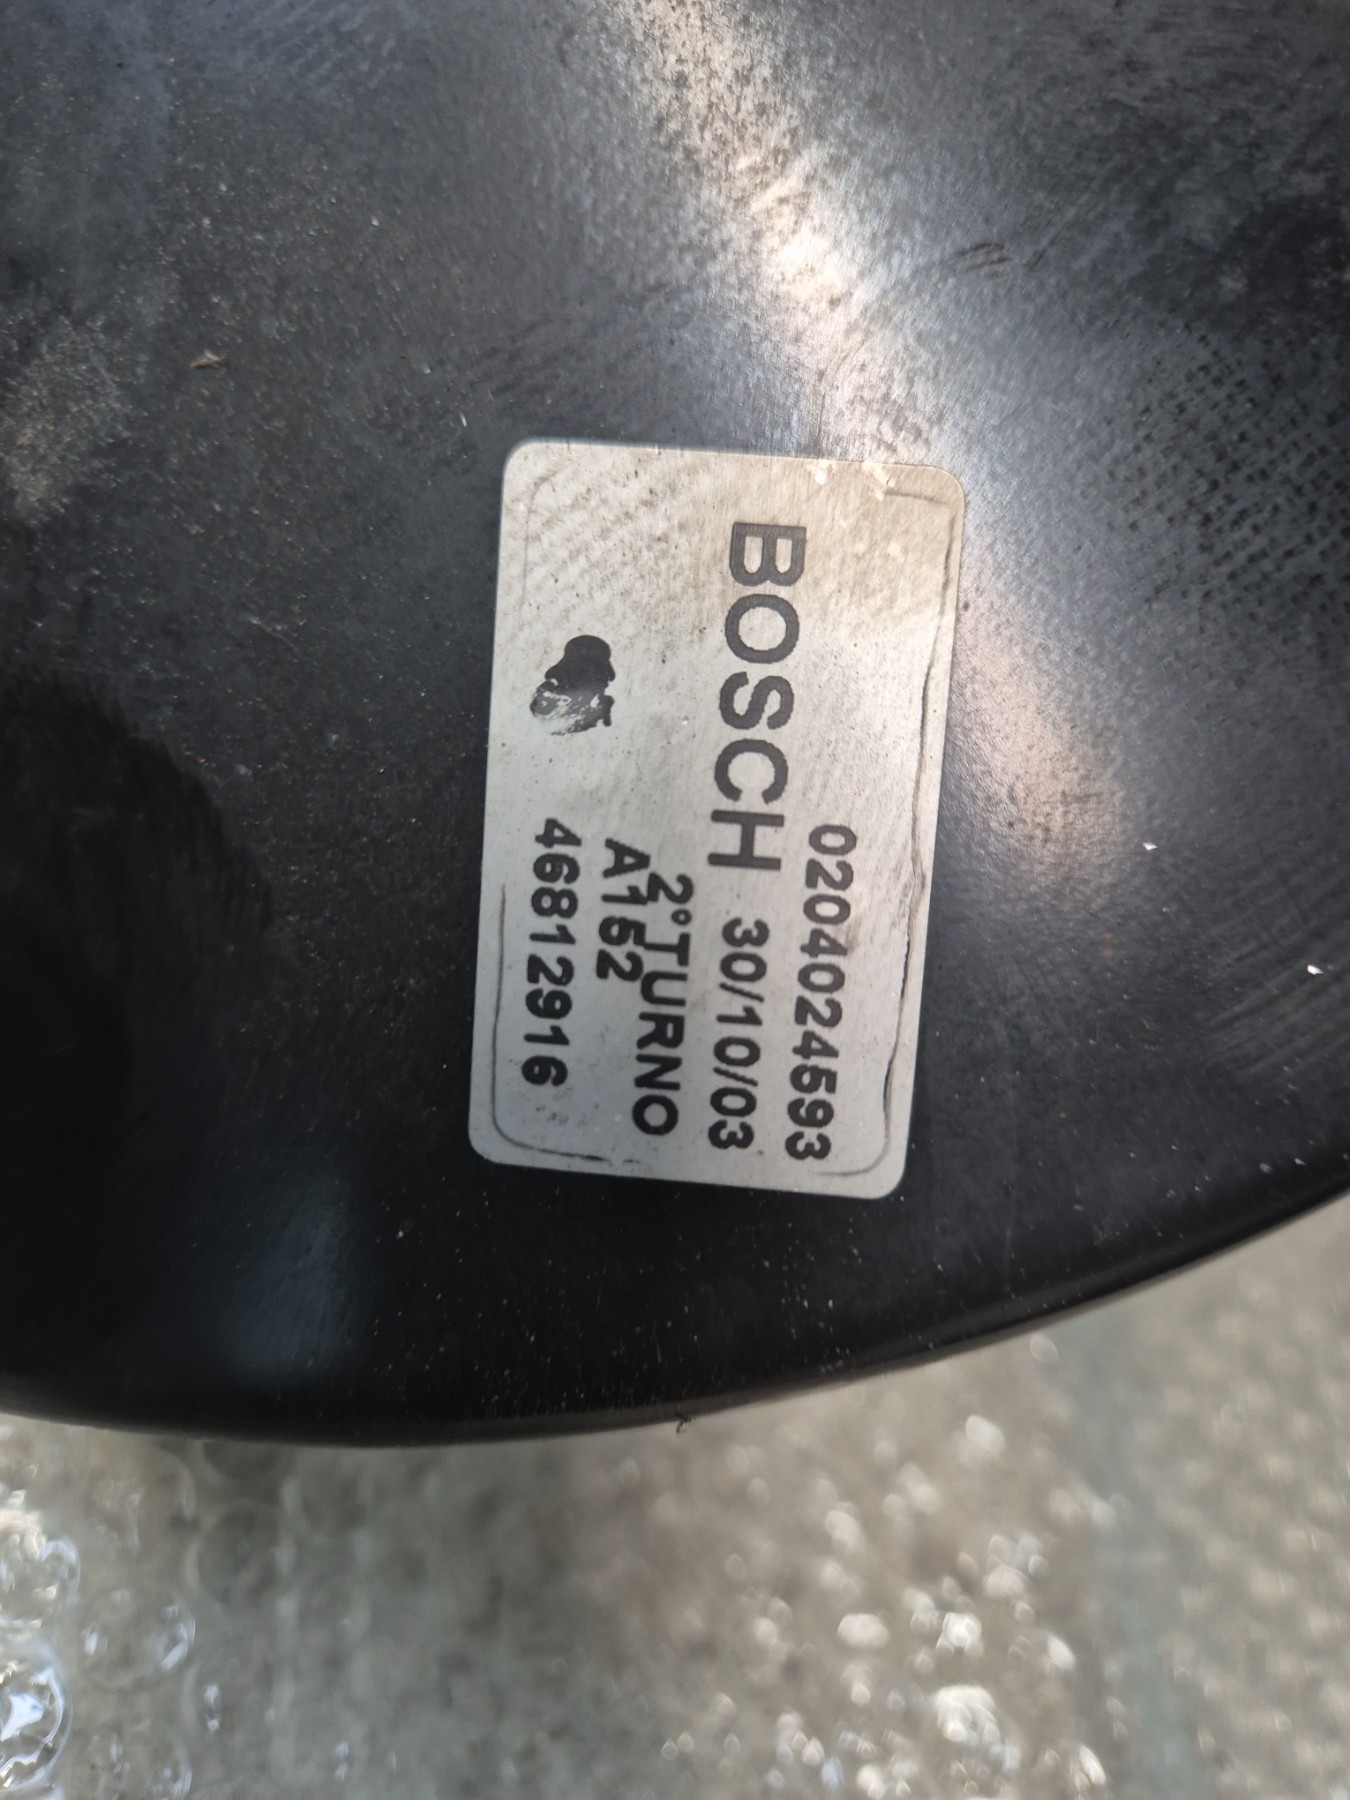 0204024593
BOSCH 30/10/03
2°TURNO
A152
46812916